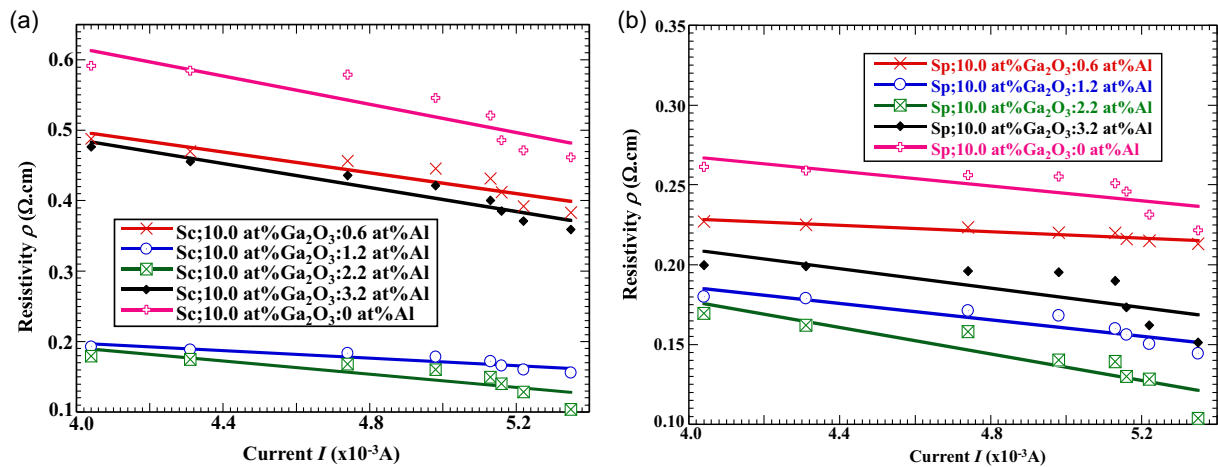 (a)
0.6
0.5
0.4
0.3
0.2
0.1
Resistivity ρ (Ω.cm)
Sc;10.0 at%Ga₂O₃:0.6 at%Al
Sc;10.0 at%Ga₂O₃:1.2 at%Al
Sc;10.0 at%Ga₂O₃:2.2 at%Al
Sc;10.0 at%Ga₂O₃:3.2 at%Al
Sc;10.0 at%Ga₂O₃:0 at%Al
4.0 4.4 4.8 5.2
Current I (x10⁻³A)
(b)
0.35
0.30
0.25
0.20
0.15
0.10
Resistivity ρ (Ω.cm)
Sp;10.0 at%Ga₂O₃:0.6 at%Al
Sp;10.0 at%Ga₂O₃:1.2 at%Al
Sp;10.0 at%Ga₂O₃:2.2 at%Al
Sp;10.0 at%Ga₂O₃:3.2 at%Al
Sp;10.0 at%Ga₂O₃:0 at%Al
4.0 4.4 4.8 5.2
Current I (x10⁻³A)